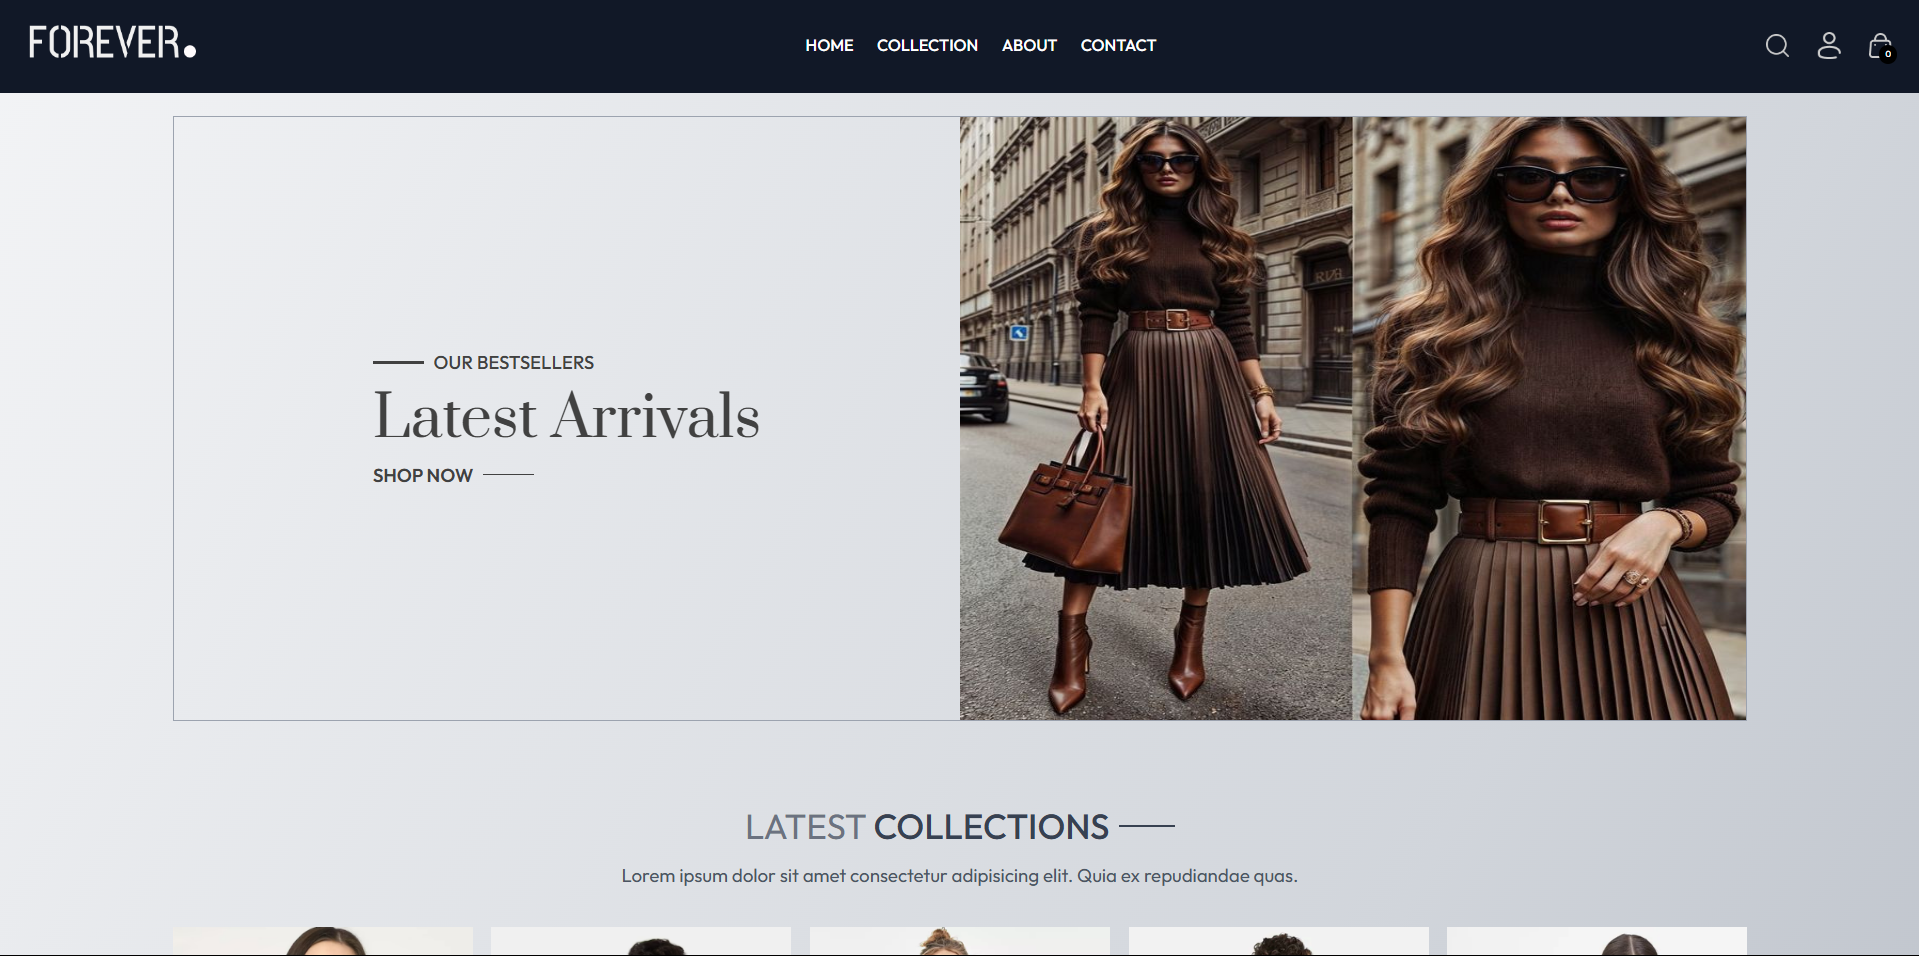 FOREVER.
HOME COLLECTION ABOUT CONTACT
0
OUR BESTSELLERS
Latest Arrivals
SHOP NOW
LATEST COLLECTIONS
Lorem ipsum dolor sit amet consectetur adipisicing elit. Quia ex repudiandae quas.